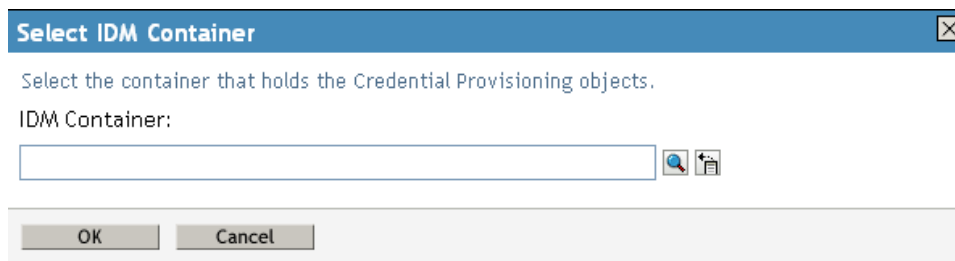 Select IDM Container
Select the container that holds the Credential Provisioning objects.
IDM Container:
OK Cancel